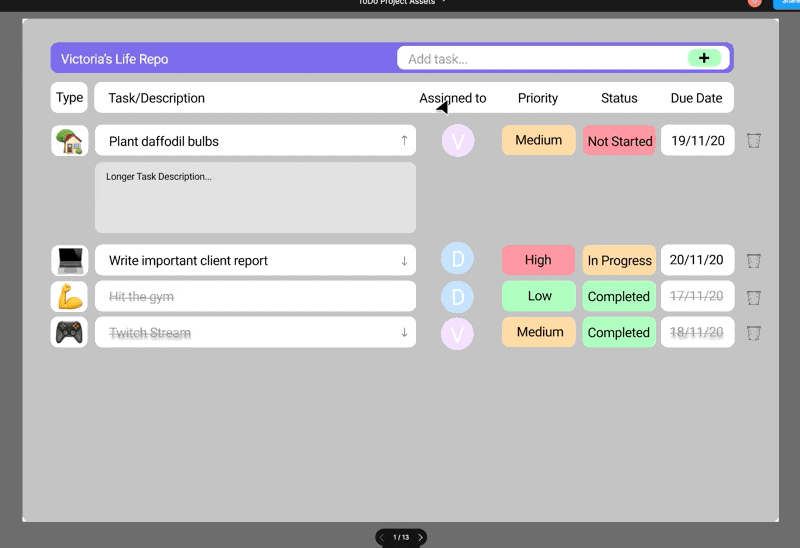 ToDo Project Assets
Share
Victoria's Life Repo
Add task...
Type
Task/Description
Assigned to
Priority
Status
Due Date
Plant daffodil bulbs
V
Medium
Not Started
19/11/20
Longer Task Description...
Write important client report
D
High
In Progress
20/11/20
Hit the gym
D
Low
Completed
17/11/20
Twitch Stream
V
Medium
Completed
18/11/20
1 / 13